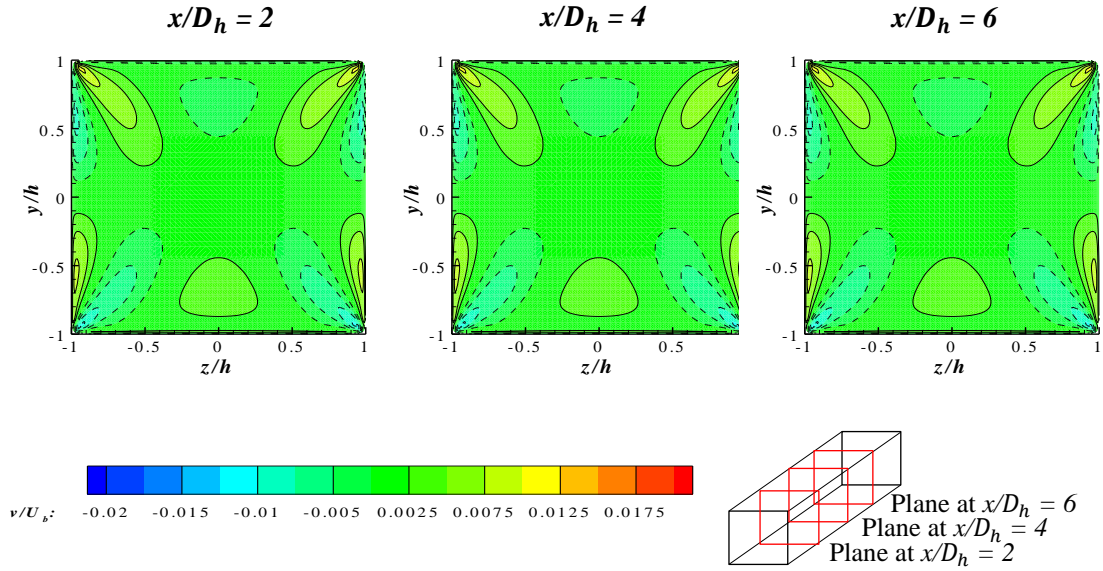 x/D_h = 2
x/D_h = 4
x/D_h = 6
1
0.5
0
-0.5
-1
y/h
-1
-0.5
0
0.5
1
z/h
1
0.5
0
-0.5
-1
y/h
-1
-0.5
0
0.5
z/h
1
0.5
0
-0.5
-1
y/h
-1
-0.5
0
0.5
1
z/h
v/U_b:
-0.02
-0.015
-0.01
-0.005
0.0025
0.0075
0.0125
0.0175
Plane at x/D_h = 6
Plane at x/D_h = 4
Plane at x/D_h = 2